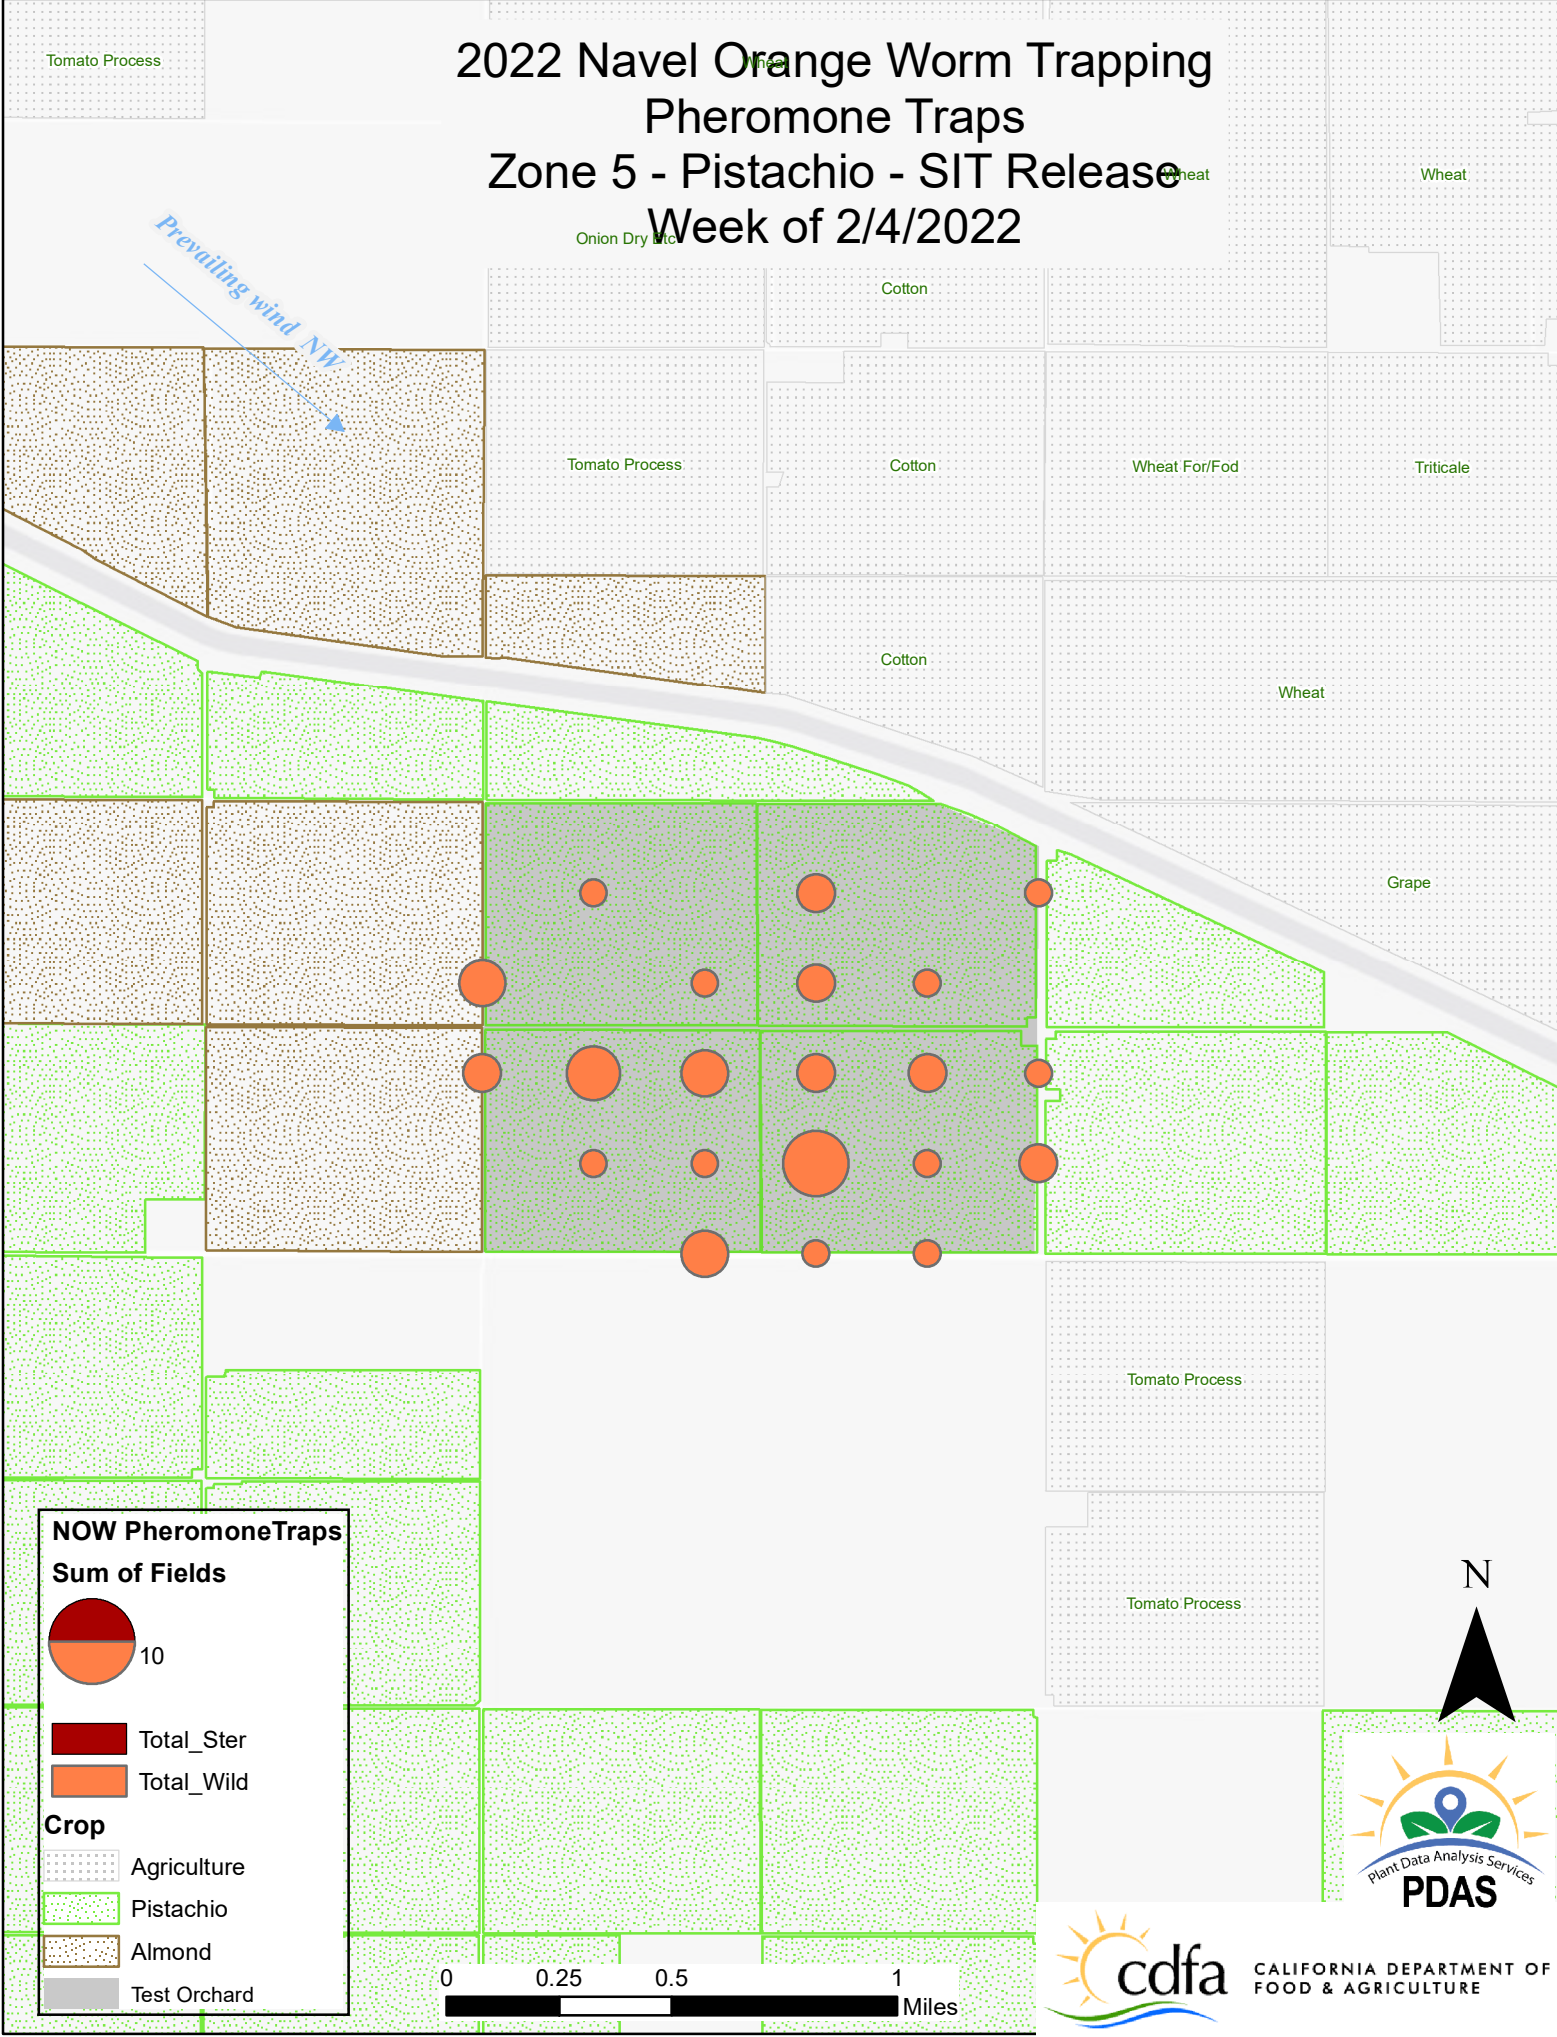 Tomato Process
2022 Navel Orange Worm Trapping
Wheat
Pheromone Traps
Zone 5 - Pistachio - SIT Release
Wheat
Wheat
Week of 2/4/2022
Onion Dry Etc
Prevailing wind NW
Cotton
Tomato Process
Cotton
Wheat For/Fod
Triticale
Cotton
Wheat
Grape
Tomato Process
Tomato Process
NOW PheromoneTraps
Sum of Fields
10
Total_Ster
Total_Wild
Crop
Agriculture
Pistachio
Almond
Test Orchard
0 0.25 0.5 1
Miles
N
Plant Data Analysis Services
PDAS
cdfa
CALIFORNIA DEPARTMENT OF
FOOD & AGRICULTURE